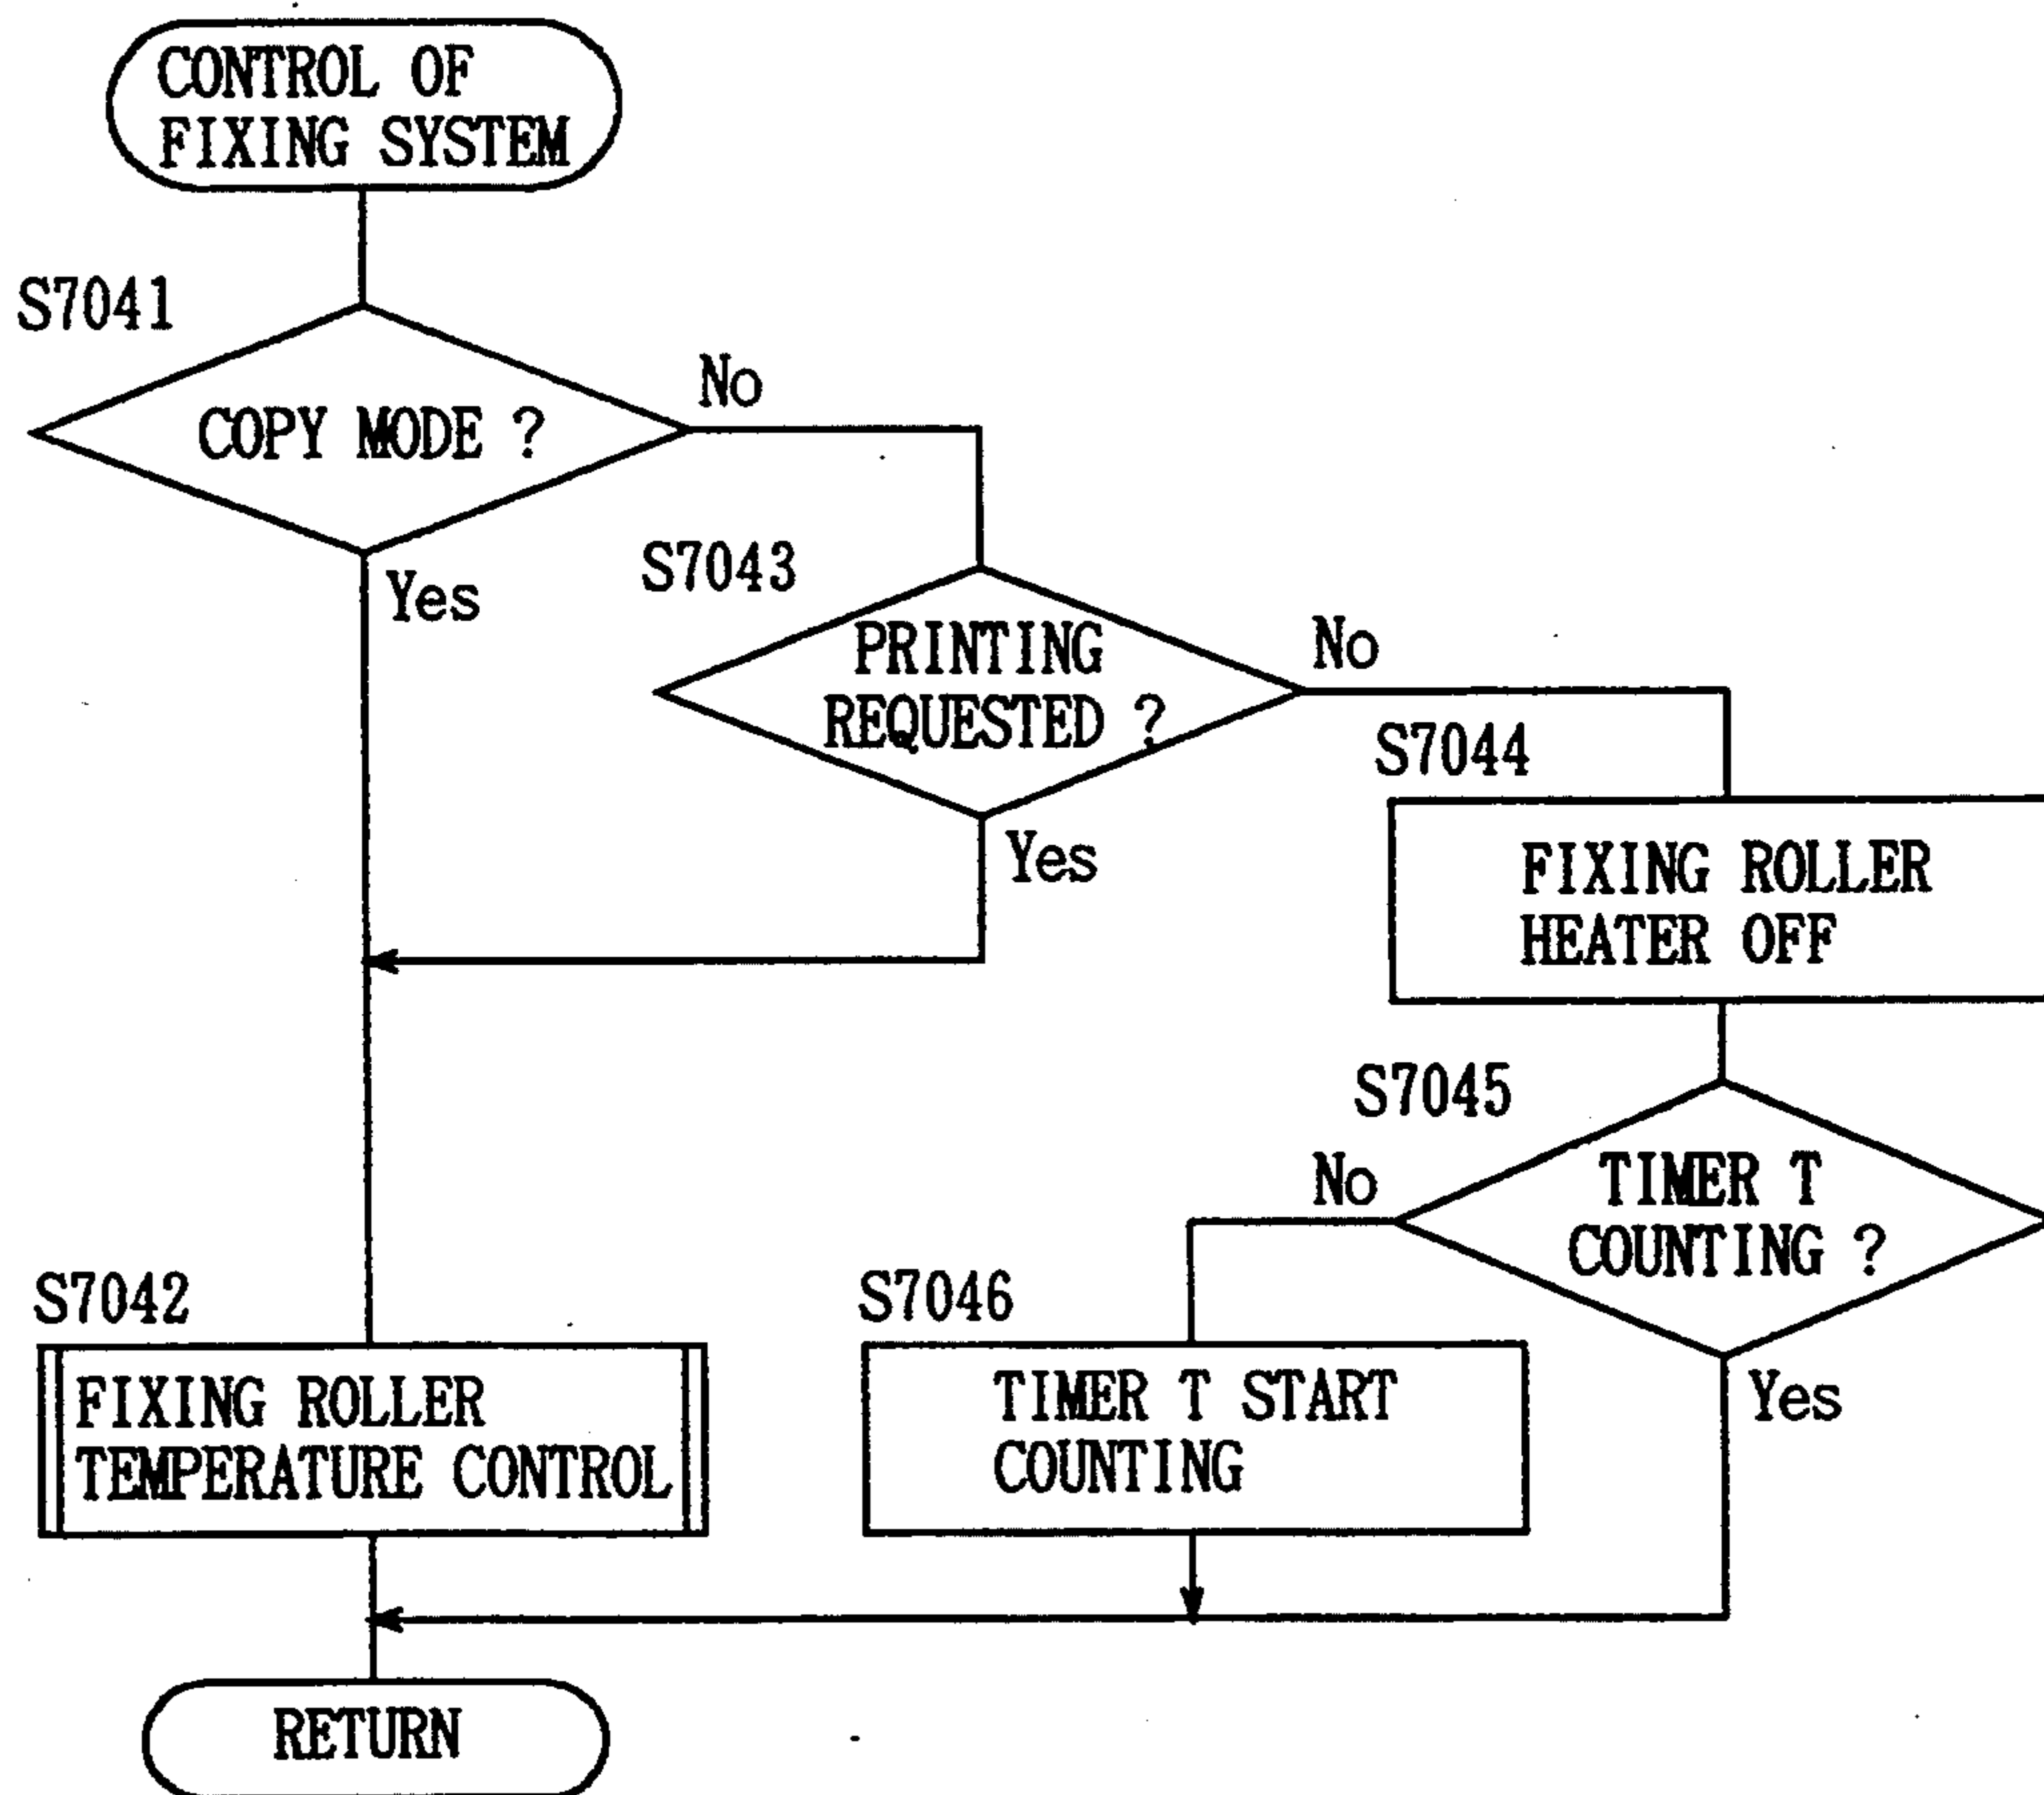 CONTROL OF
FIXING SYSTEM
S7041
COPY MODE ?
No
Yes
S7043
PRINTING
REQUESTED ?
No
Yes
S7044
FIXING ROLLER
HEATER OFF
S7045
TIMER T
COUNTING ?
No
Yes
S7042
FIXING ROLLER
TEMPERATURE CONTROL
S7046
TIMER T START
COUNTING
RETURN